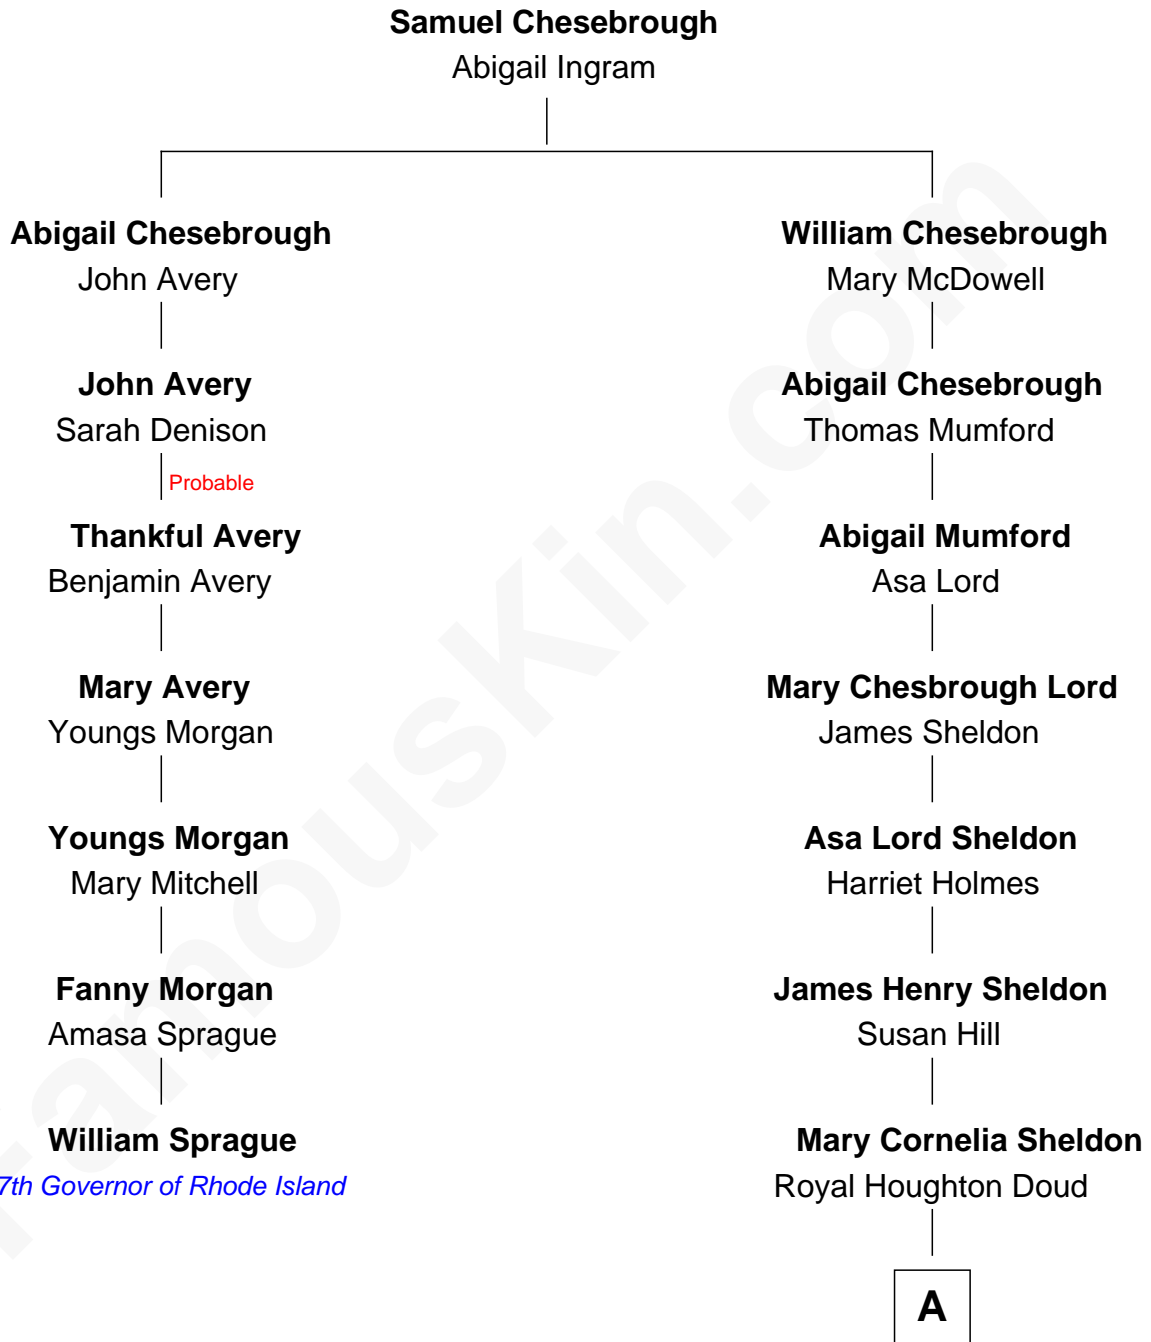 Samuel Chesebrough
Abigail Ingram
Abigail Chesebrough
John Avery
William Chesebrough
Mary McDowell
John Avery
Sarah Denison
Abigail Chesebrough
Thomas Mumford
Probable
Thankful Avery
Benjamin Avery
Abigail Mumford
Asa Lord
Mary Avery
Youngs Morgan
Mary Chesbrough Lord
James Sheldon
Youngs Morgan
Mary Mitchell
Asa Lord Sheldon
Harriet Holmes
Fanny Morgan
Amasa Sprague
James Henry Sheldon
Susan Hill
William Sprague
7th Governor of Rhode Island
Mary Cornelia Sheldon
Royal Houghton Doud
A
FamousKin.com